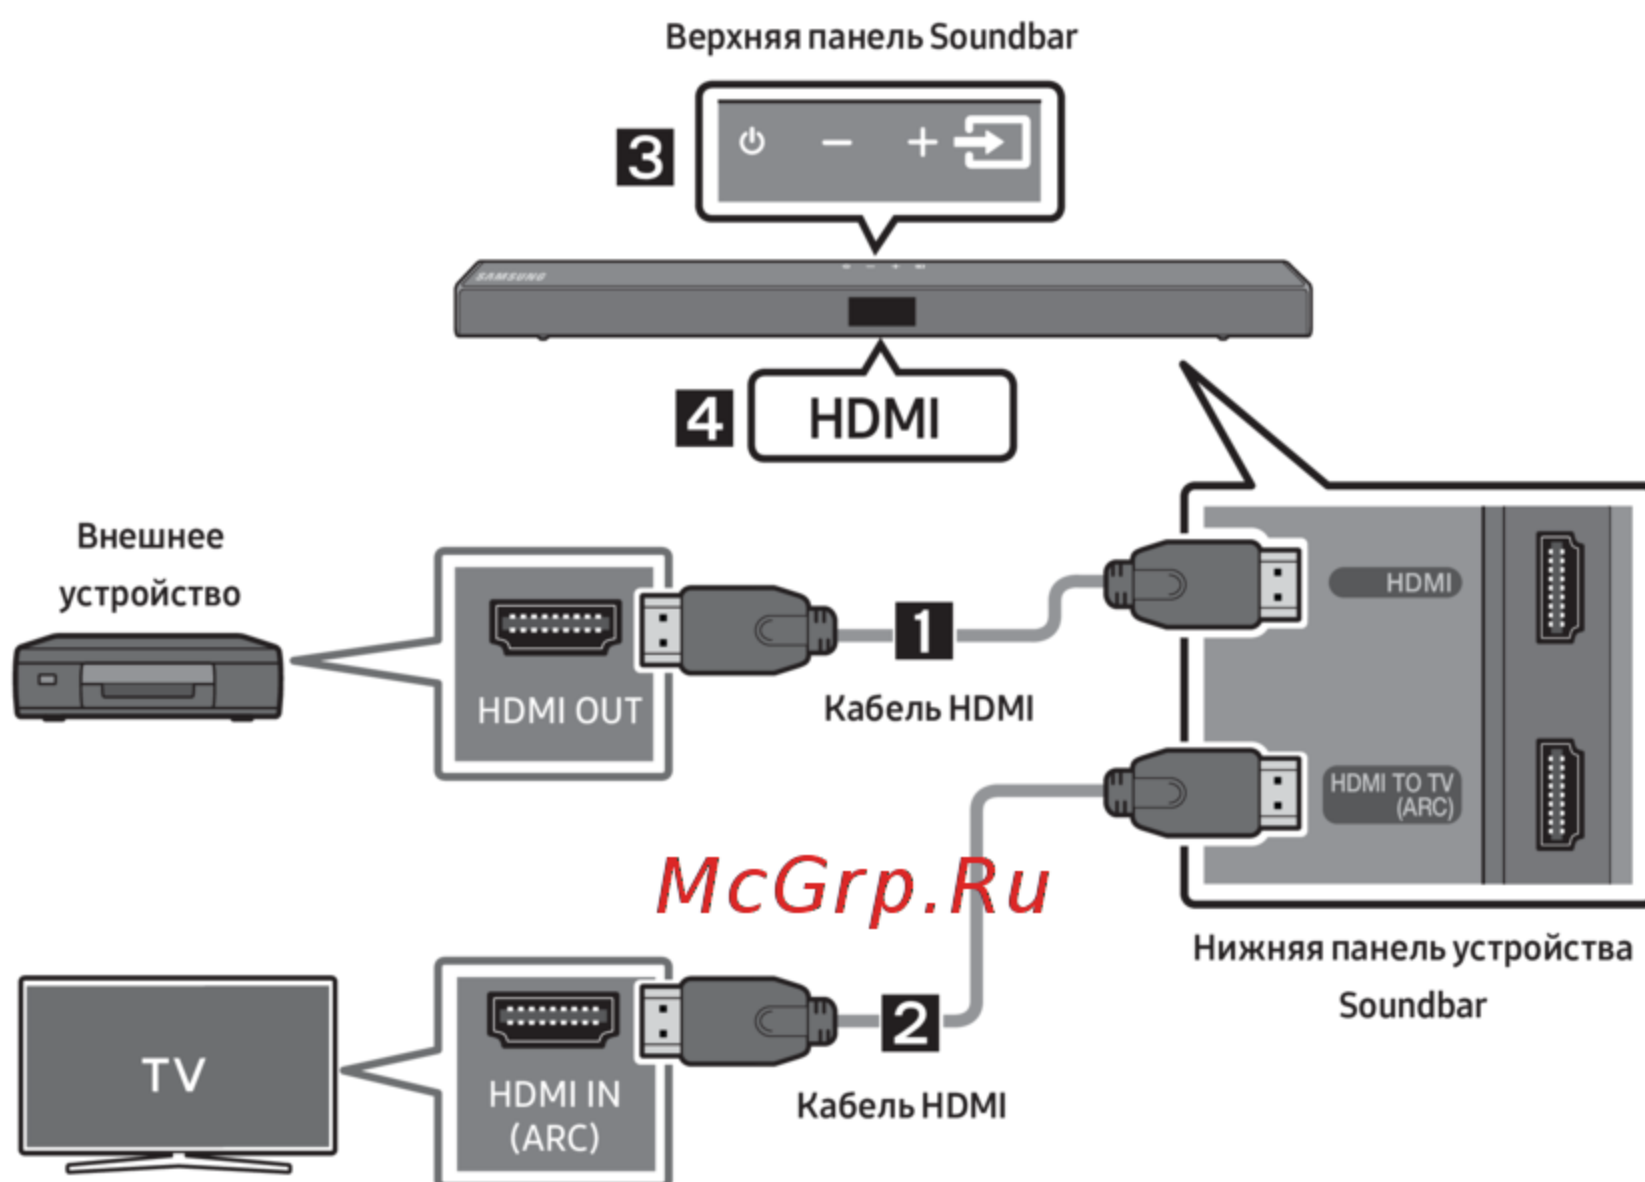 Верхняя панель Soundbar
3
SAMSUNG
4
HDMI
Внешнее
устройство
HDMI OUT
1
Кабель HDMI
HDMI
HDMI TO TV
(ARC)
McGrp.Ru
Нижняя панель устройства
Soundbar
TV
HDMI IN
(ARC)
2
Кабель HDMI